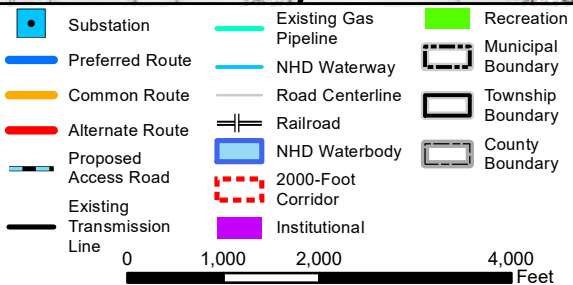 Substation
Preferred Route
Common Route
Alternate Route
Proposed
Access Road
Existing
Transmission
Line
Existing Gas
Pipeline
NHD Waterway
Road Centerline
Railroad
NHD Waterbody
2000-Foot
Corridor
Institutional
Recreation
Municipal
Boundary
Township
Boundary
County
Boundary
0 1,000 2,000 4,000
Feet